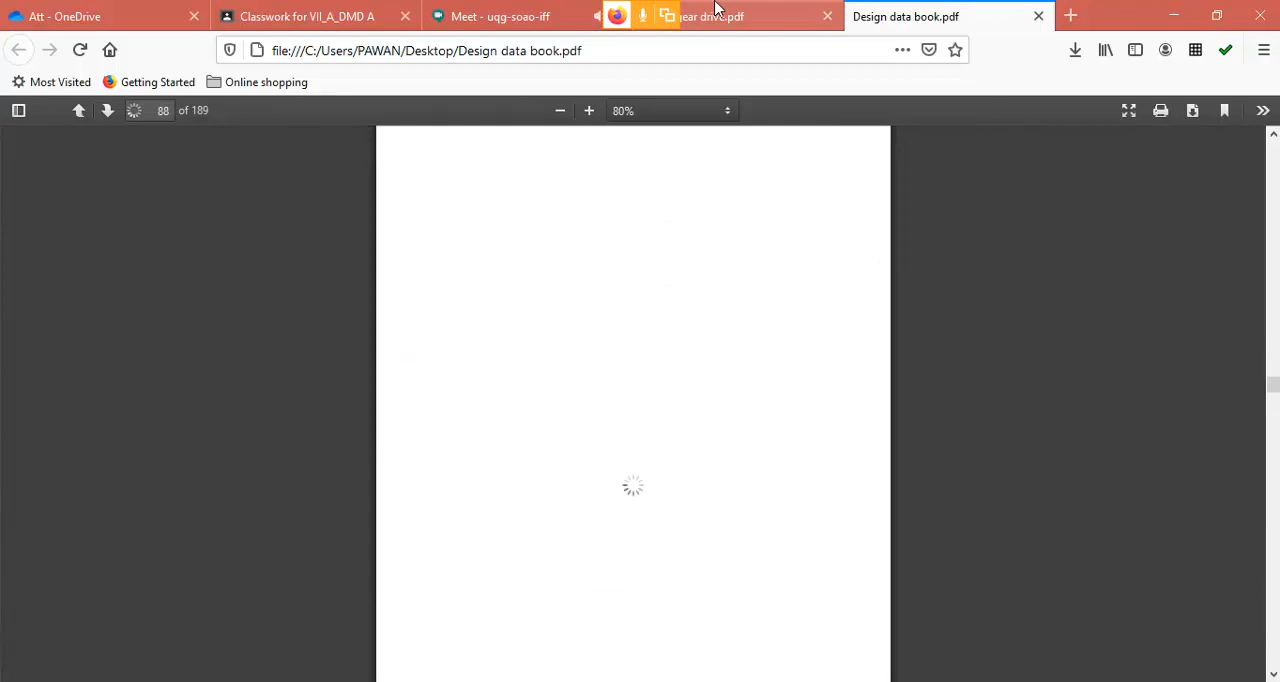 Att - OneDrive
Classwork for VII_A_DMD A
Meet - uqg-soao-iff
gear drive.pdf
Design data book.pdf
file:///C:/Users/PAWAN/Desktop/Design data book.pdf
Most Visited
Getting Started
Online shopping
88 of 189
80%